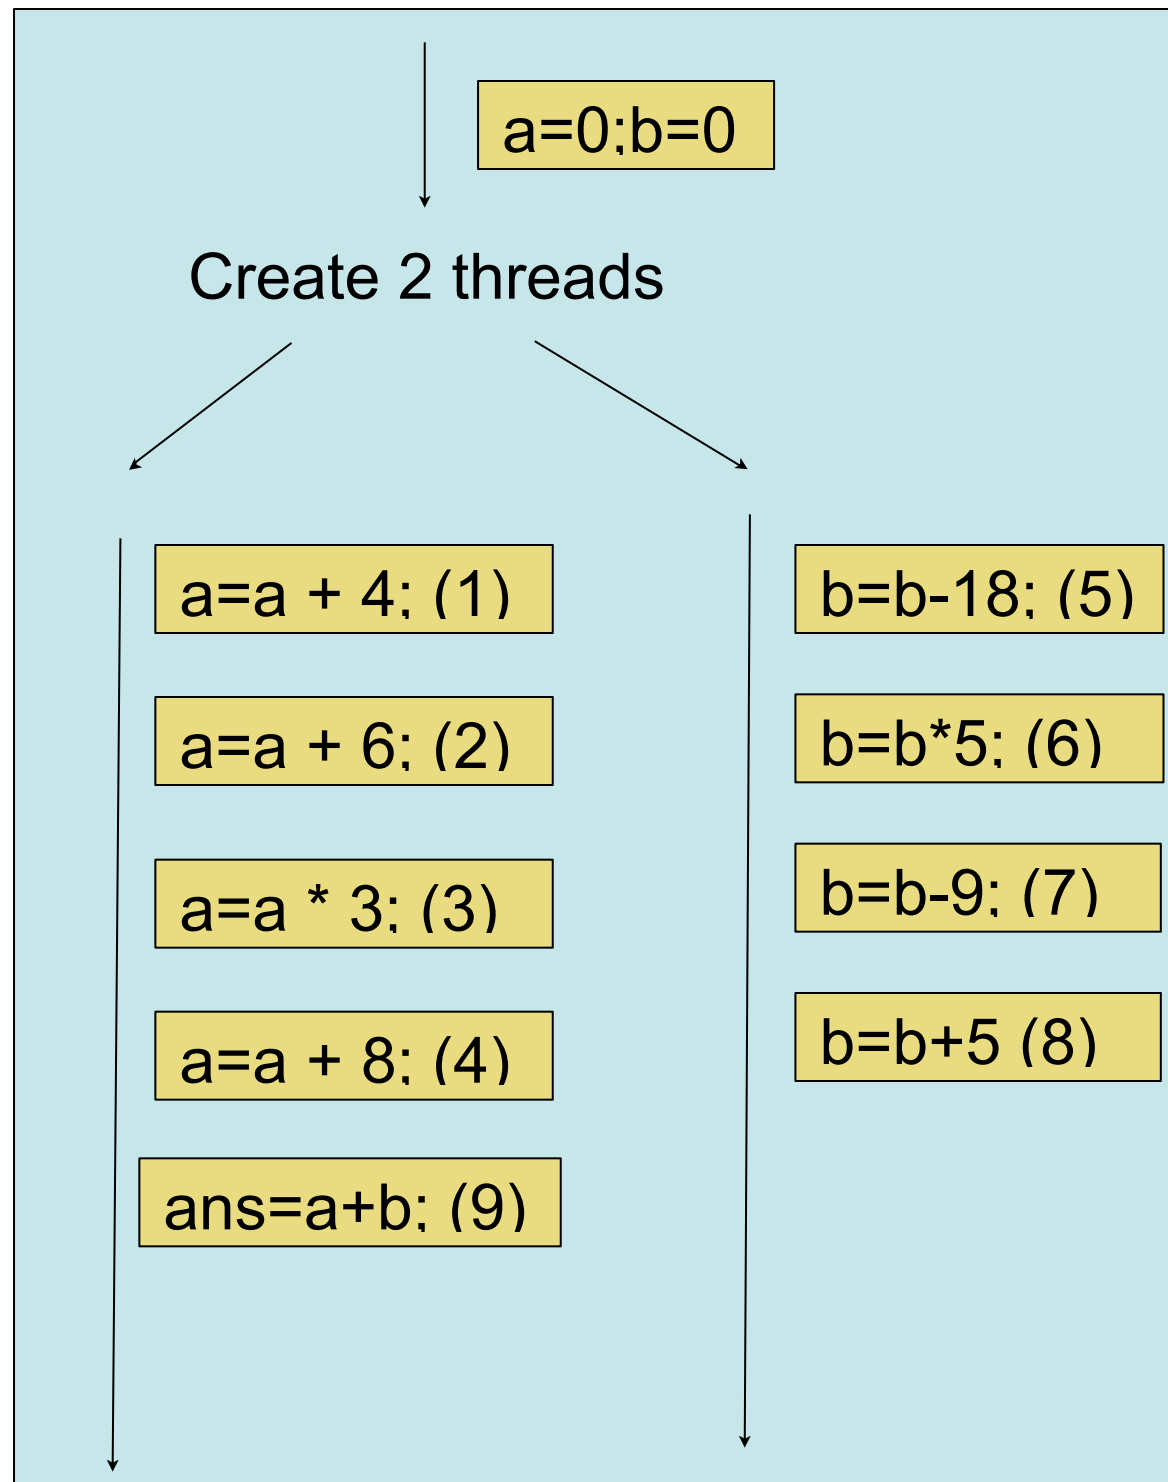 a=0;b=0
Create 2 threads
a=a + 4; (1)
a=a + 6; (2)
a=a * 3; (3)
a=a + 8; (4)
ans=a+b; (9)
b=b-18; (5)
b=b*5; (6)
b=b-9; (7)
b=b+5 (8)